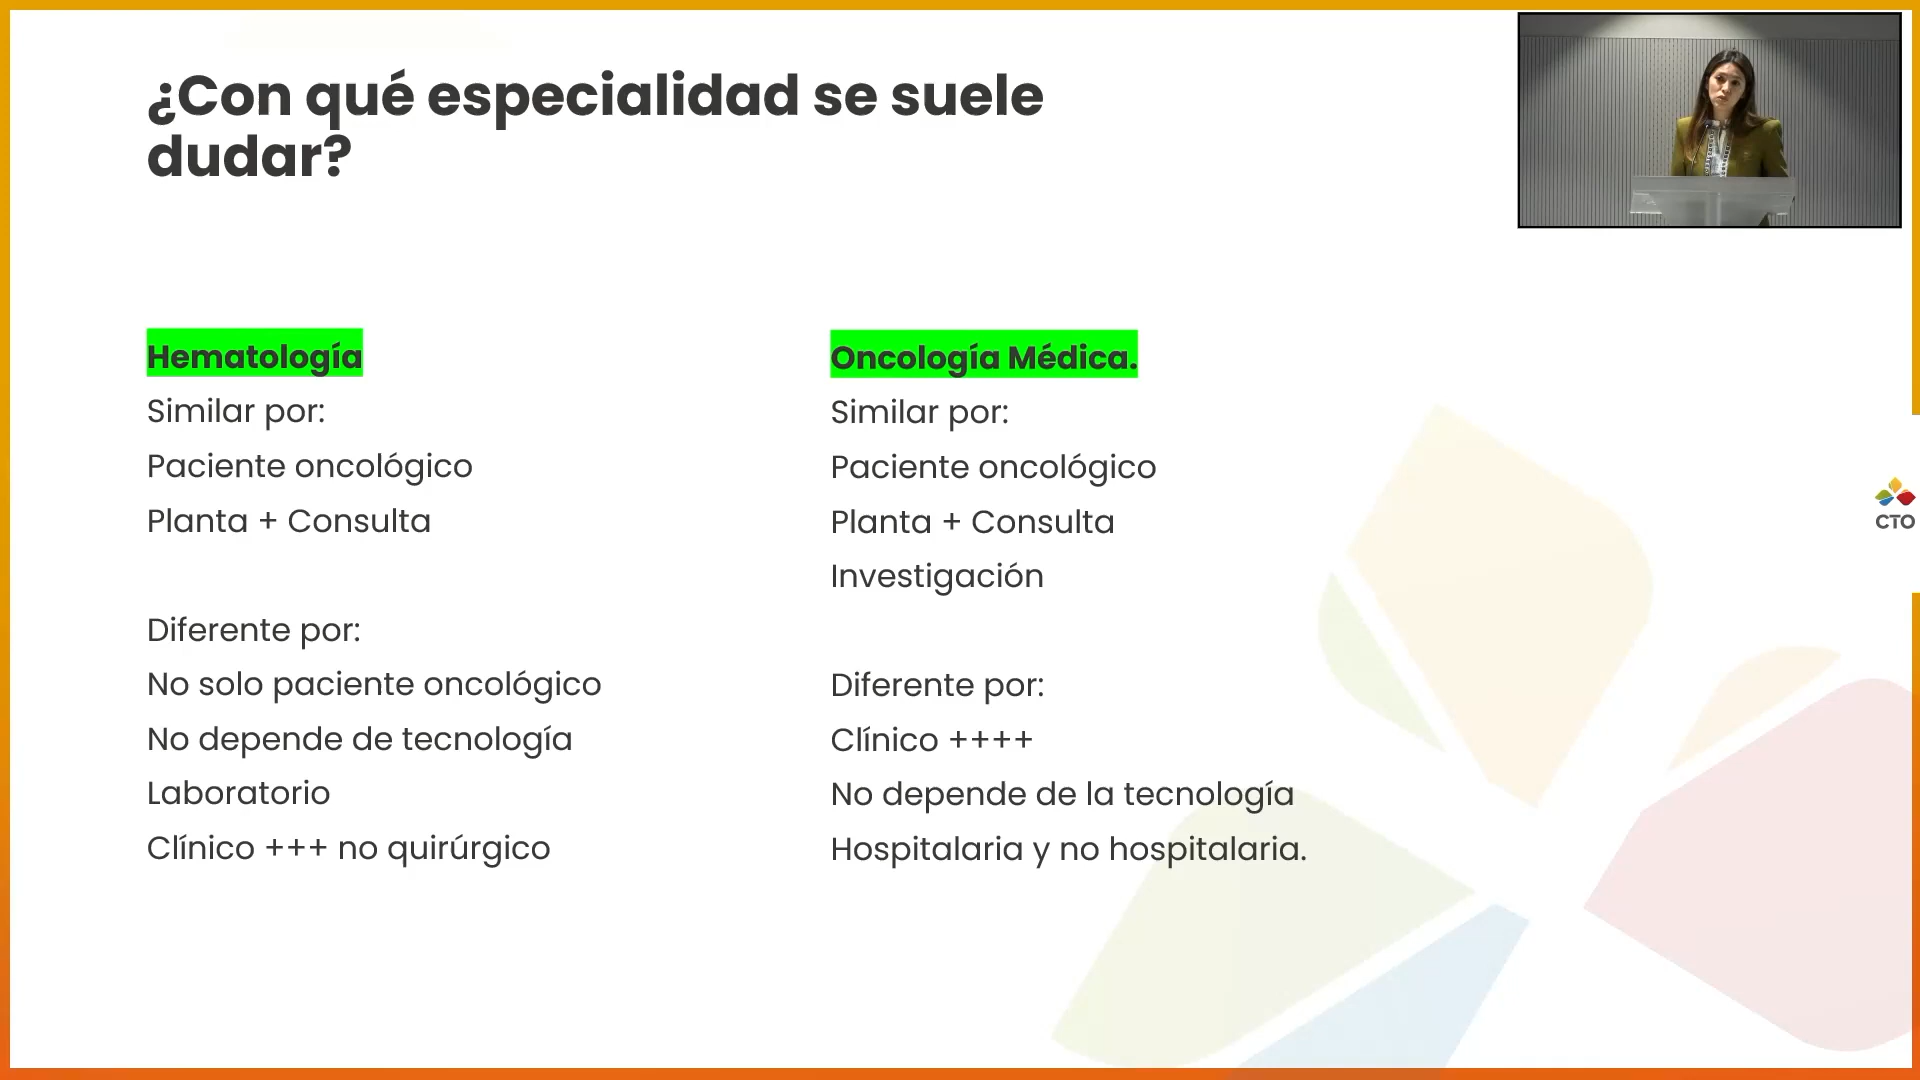 ¿Con qué especialidad se suele
dudar?
Hematología
Similar por:
Paciente oncológico
Planta + Consulta
Diferente por:
No solo paciente oncológico
No depende de tecnología
Laboratorio
Clínico +++ no quirúrgico
Oncología Médica.
Similar por:
Paciente oncológico
Planta + Consulta
Investigación
Diferente por:
Clínico ++++
No depende de la tecnología
Hospitalaria y no hospitalaria.
CTO